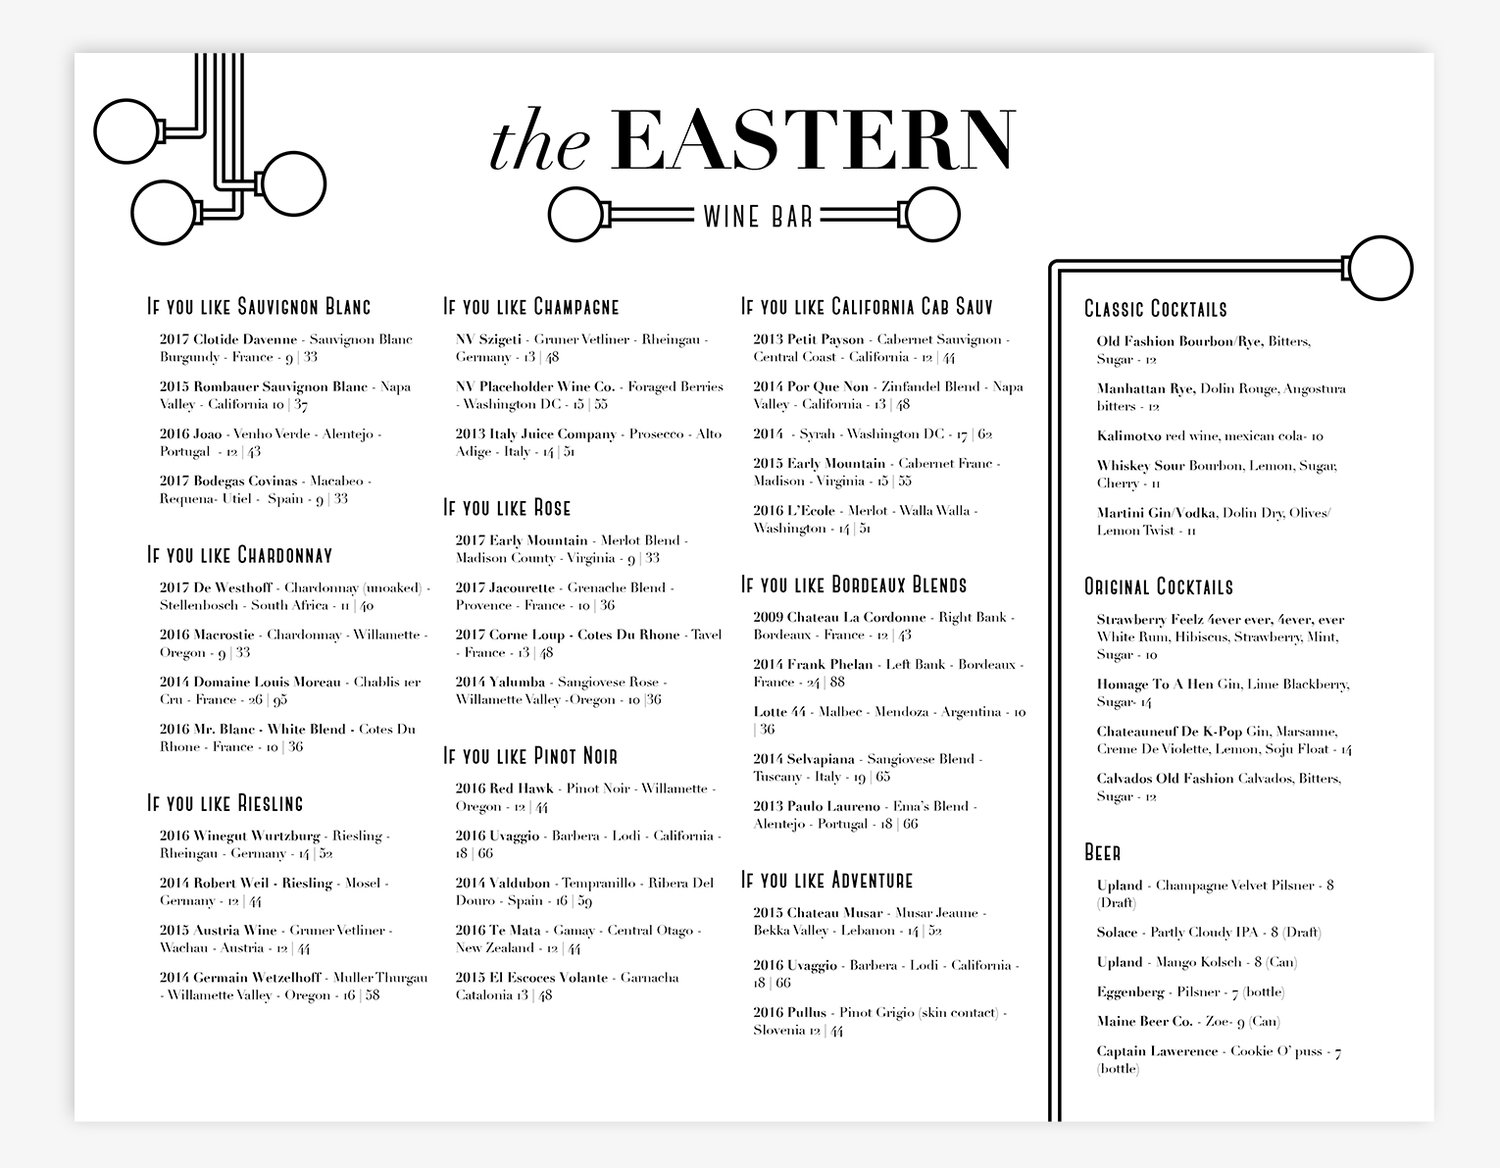 the EASTERN
WINE BAR
If you like Sauvignon Blanc
2017 Clotide Davenne - Sauvignon Blanc
Burgundy - France - 9 | 33
2015 Rombauer Sauvignon Blanc - Napa
Valley - California 10 | 37
2016 Joao - Venho Verde - Alentejo -
Portugal - 12 | 43
2017 Bodegas Covinas - Macabeo -
Requena- Utiel - Spain - 9 | 33
If you like Chardonnay
2017 De Westhoff - Chardonnay (unoaked) -
Stellenbosch - South Africa - 11 | 40
2016 Macrostie - Chardonnay - Willamette -
Oregon - 9 | 33
2014 Domaine Louis Moreau - Chablis 1er
Cru - France - 26 | 95
2016 Mr. Blanc - White Blend - Cotes Du
Rhone - France - 10 | 36
If you like Riesling
2016 Winegut Wurtzburg - Riesling -
Rheingau - Germany - 14 | 52
2014 Robert Weil - Riesling - Mosel -
Germany - 12 | 44
2015 Austria Wine - Gruner Vetliner -
Wachau - Austria - 12 | 44
2014 Germain Wetzelhoff - Muller Thurgau
- Willamette Valley - Oregon - 16 | 58
If you like Champagne
NV Szigeti - Gruner Vetliner - Rheingau -
Germany - 13 | 48
NV Placeholder Wine Co. - Foraged Berries
- Washington DC - 15 | 55
2013 Italy Juice Company - Prosecco - Alto
Adige - Italy - 14 | 51
If you like Rose
2017 Early Mountain - Merlot Blend -
Madison County - Virginia - 9 | 33
2017 Jacourette - Grenache Blend -
Provence - France - 10 | 36
2017 Corne Loup - Cotes Du Rhone - Tavel
- France - 13 | 48
2014 Yalumba - Sangiovese Rose -
Willamette Valley -Oregon - 10 |36
If you like Pinot Noir
2016 Red Hawk - Pinot Noir - Willamette -
Oregon - 12 | 44
2016 Uvaggio - Barbera - Lodi - California -
18 | 66
2014 Valdubon - Tempranillo - Ribera Del
Douro - Spain - 16 | 59
2016 Te Mata - Gamay - Central Otago -
New Zealand - 12 | 44
2015 El Escoces Volante - Garnacha
Catalonia 13 | 48
If you like California Cab Sauv
2013 Petit Payson - Cabernet Sauvignon -
Central Coast - California - 12 | 44
2014 Por Que Non - Zinfandel Blend - Napa
Valley - California - 13 | 48
2014 - Syrah - Washington DC - 17 | 62
2015 Early Mountain - Cabernet Franc -
Madison - Virginia - 15 | 55
2016 L'Ecole - Merlot - Walla Walla -
Washington - 14 | 51
If you like Bordeaux Blends
2009 Chateau La Cordonne - Right Bank -
Bordeaux - France - 12 | 43
2014 Frank Phelan - Left Bank - Bordeaux -
France - 24 | 88
Lotte 44 - Malbec - Mendoza - Argentina - 10
| 36
2014 Selvapiana - Sangiovese Blend -
Tuscany - Italy - 19 | 65
2013 Paulo Laureno - Ema's Blend -
Alentejo - Portugal - 18 | 66
If you like Adventure
2015 Chateau Musar - Musar Jeaune -
Bekka Valley - Lebanon - 14 | 52
2016 Uvaggio - Barbera - Lodi - California -
18 | 66
2016 Pullus - Pinot Grigio (skin contact) -
Slovenia 12 | 44
Classic Cocktails
Old Fashion Bourbon/Rye, Bitters,
Sugar - 12
Manhattan Rye, Dolin Rouge, Angostura
bitters - 12
Kalimotxo red wine, mexican cola- 10
Whiskey Sour Bourbon, Lemon, Sugar,
Cherry - 11
Martini Gin/Vodka, Dolin Dry, Olives/
Lemon Twist - 11
Original Cocktails
Strawberry Feelz 4ever ever, 4ever, ever
White Rum, Hibiscus, Strawberry, Mint,
Sugar - 10
Homage To A Hen Gin, Lime Blackberry,
Sugar- 14
Chateauneuf De K-Pop Gin, Marsanne,
Creme De Violette, Lemon, Soju Float - 14
Calvados Old Fashion Calvados, Bitters,
Sugar - 12
Beer
Upland - Champagne Velvet Pilsner - 8
(Draft)
Solace - Partly Cloudy IPA - 8 (Draft)
Upland - Mango Kolsch - 8 (Can)
Eggenberg - Pilsner - 7 (bottle)
Maine Beer Co. - Zoe- 9 (Can)
Captain Lawerence - Cookie O' puss - 7
(bottle)